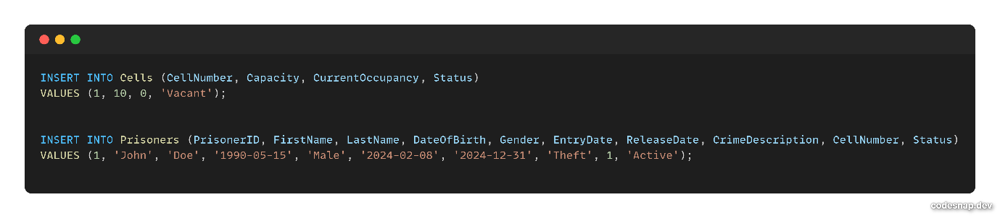 INSERT INTO Cells (CellNumber, Capacity, CurrentOccupancy, Status)
VALUES (1, 10, 0, 'Vacant');
INSERT INTO Prisoners (PrisonerID, FirstName, LastName, DateOfBirth, Gender, EntryDate, ReleaseDate, CrimeDescription, CellNumber, Status)
VALUES (1, 'John', 'Doe', '1990-05-15', 'Male', '2024-02-08', '2024-12-31', 'Theft', 1, 'Active');
codesnap.dev